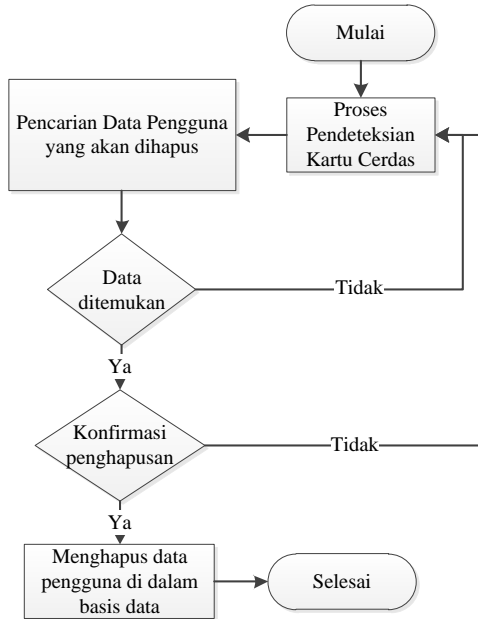 Mulai
Proses
Pendeteksian
Kartu Cerdas
Pencarian Data Pengguna
yang akan dihapus
Data
ditemukan
Tidak
Ya
Konfirmasi
penghapusan
Tidak
Ya
Menghapus data
pengguna di dalam
basis data
Selesai